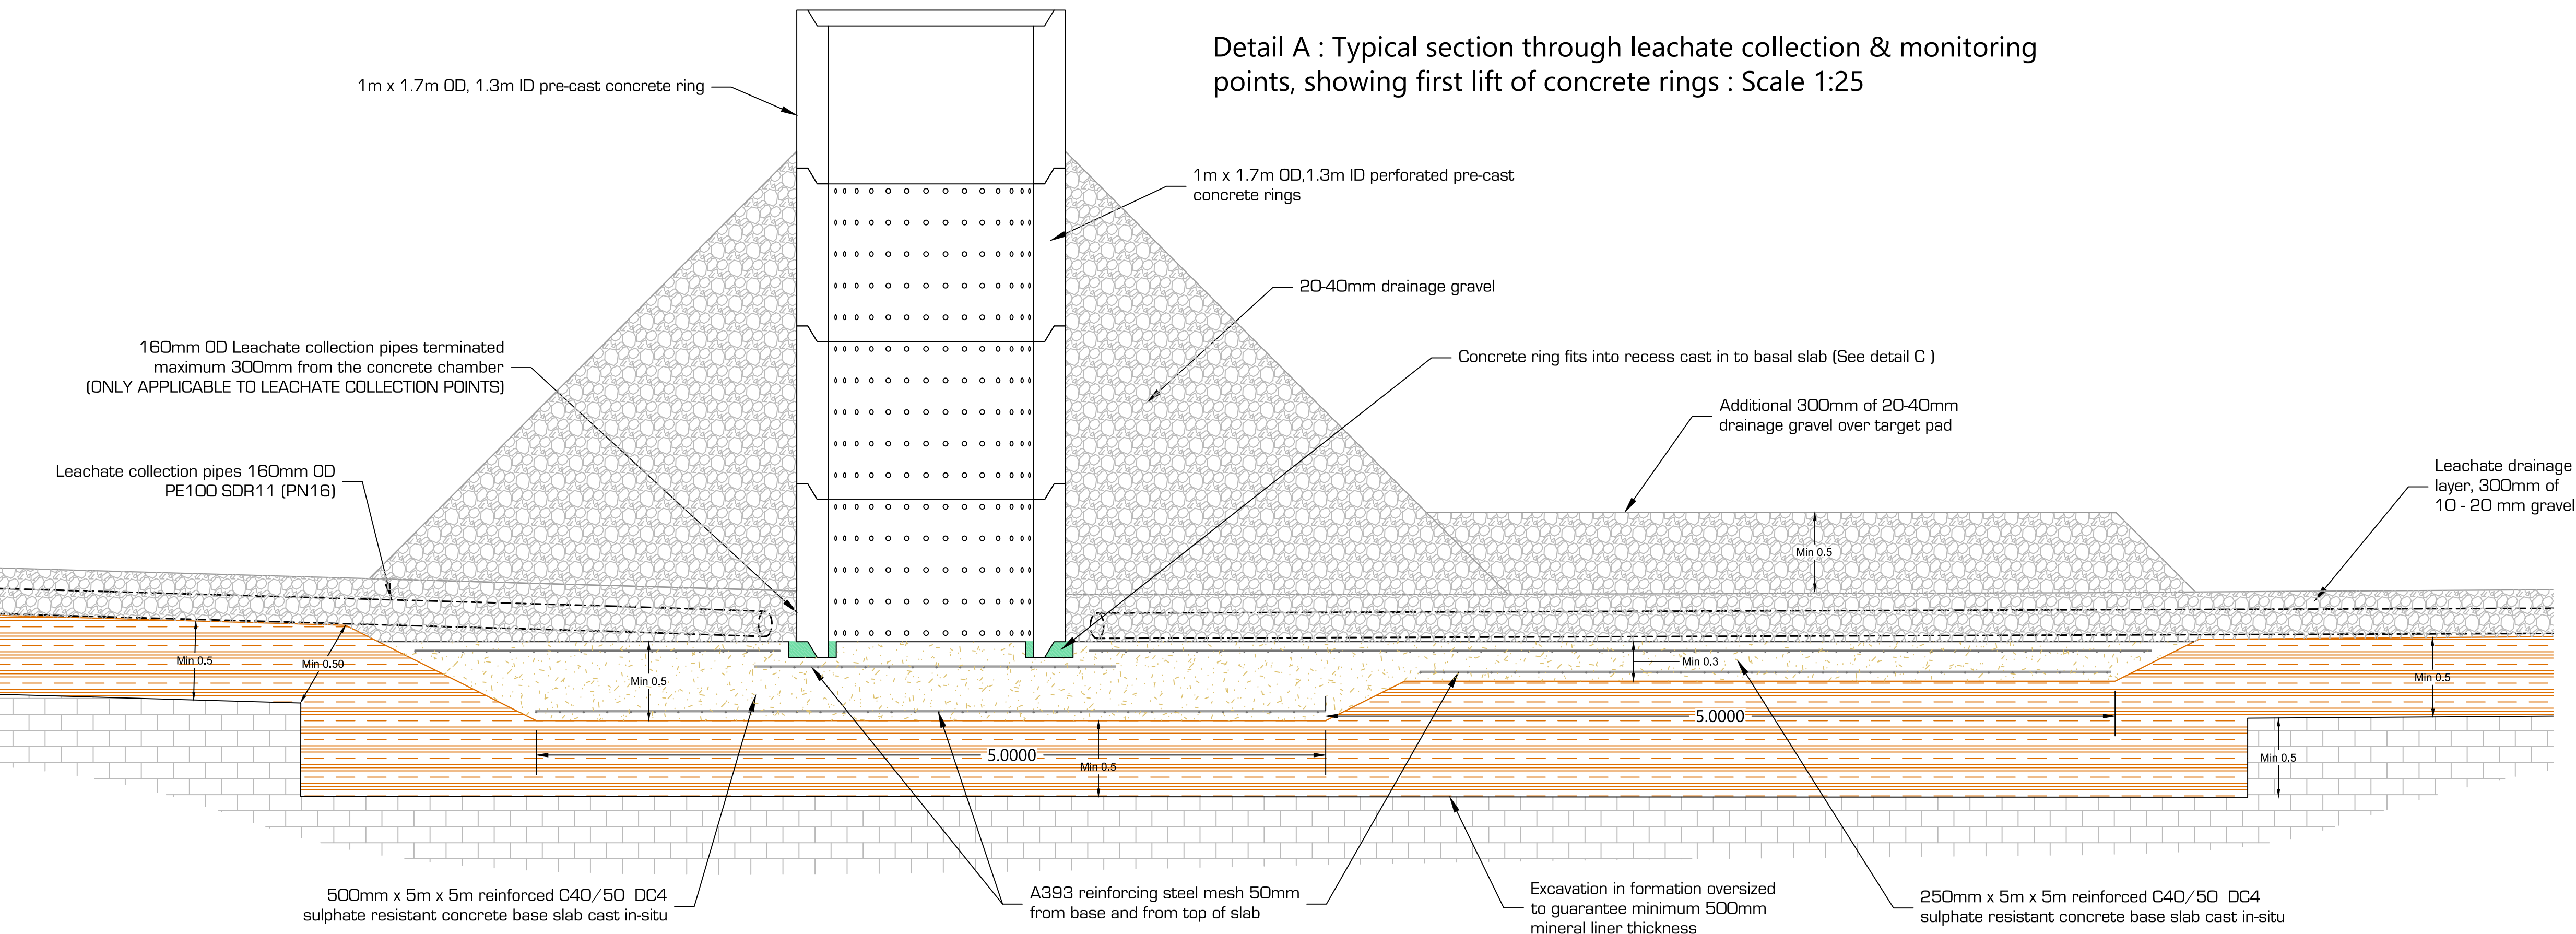 Detail A : Typical section through leachate collection & monitoring
points, showing first lift of concrete rings : Scale 1:25
1m x 1.7m OD, 1.3m ID pre-cast concrete ring
1m x 1.7m OD,1.3m ID perforated pre-cast
concrete rings
20-40mm drainage gravel
160mm OD Leachate collection pipes terminated
maximum 300mm from the concrete chamber
(ONLY APPLICABLE TO LEACHATE COLLECTION POINTS)
Concrete ring fits into recess cast in to basal slab (See detail C )
Additional 300mm of 20-40mm
drainage gravel over target pad
Leachate collection pipes 160mm OD
PE100 SDR11 (PN16)
Leachate drainage
layer, 300mm of
10 - 20 mm gravel
Min 0.5
Min 0.5
Min 0.50
Min 0.5
Min 0.3
Min 0.5
5.0000
5.0000
Min 0.5
Min 0.5
500mm x 5m x 5m reinforced C40/50 DC4
sulphate resistant concrete base slab cast in-situ
A393 reinforcing steel mesh 50mm
from base and from top of slab
Excavation in formation oversized
to guarantee minimum 500mm
mineral liner thickness
250mm x 5m x 5m reinforced C40/50 DC4
sulphate resistant concrete base slab cast in-situ